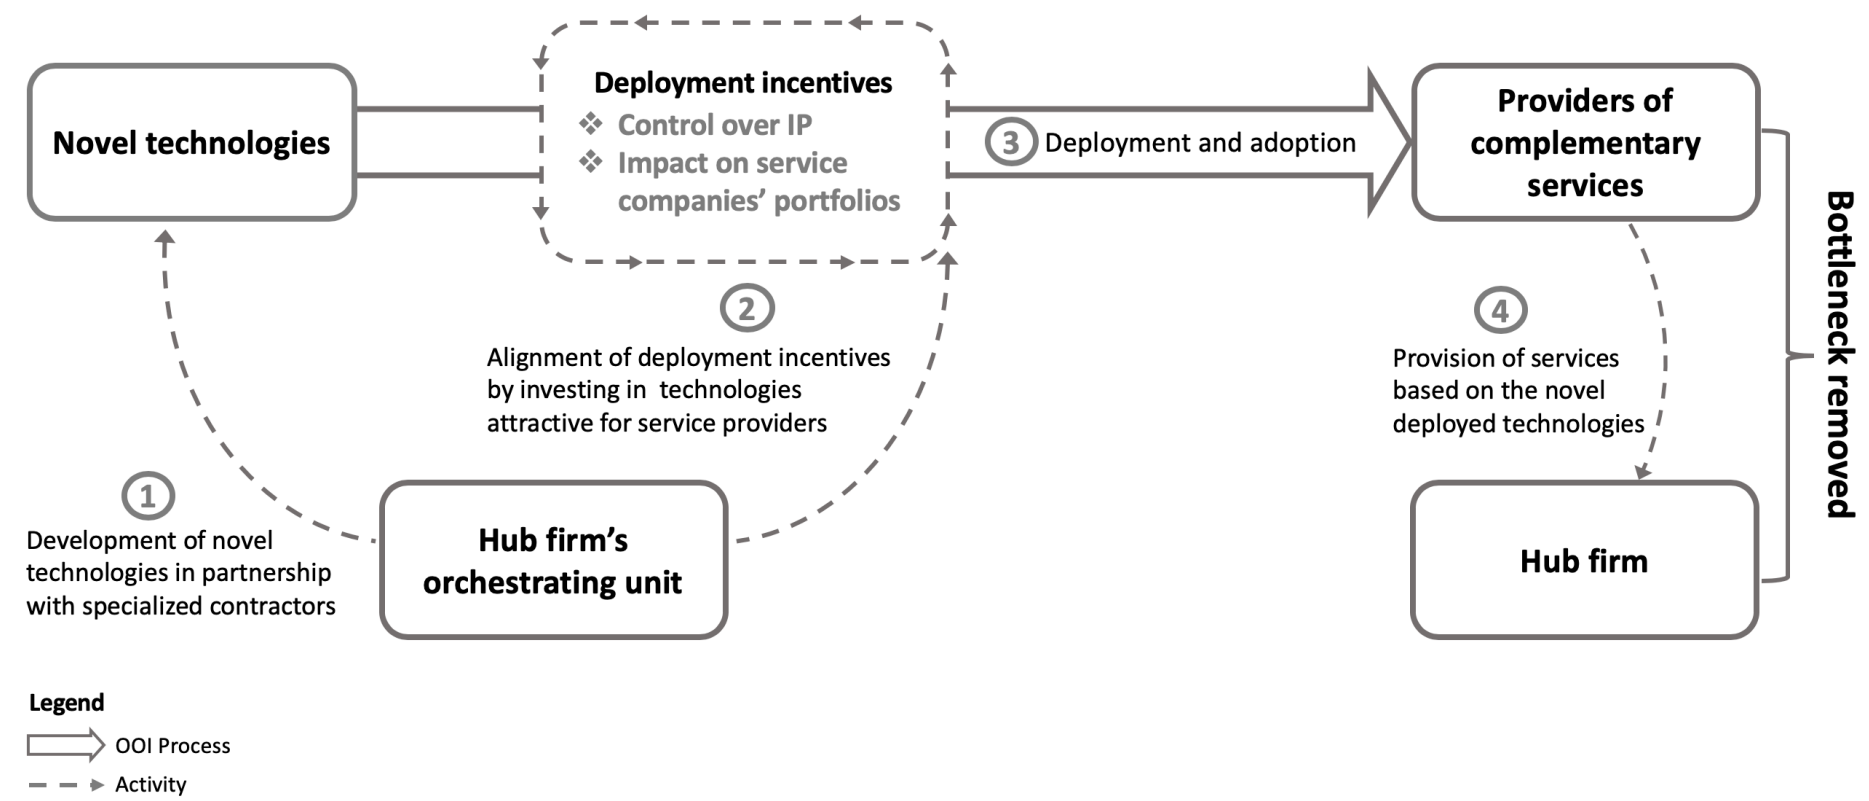 Novel technologies
Deployment incentives
❖ Control over IP
❖ Impact on service
companies’ portfolios
3 Deployment and adoption
Providers of
complementary
services
Bottleneck removed
2
Alignment of deployment incentives
by investing in technologies
attractive for service providers
4
Provision of services
based on the novel
deployed technologies
1
Development of novel
technologies in partnership
with specialized contractors
Hub firm’s
orchestrating unit
Hub firm
Legend
OOI Process
Activity